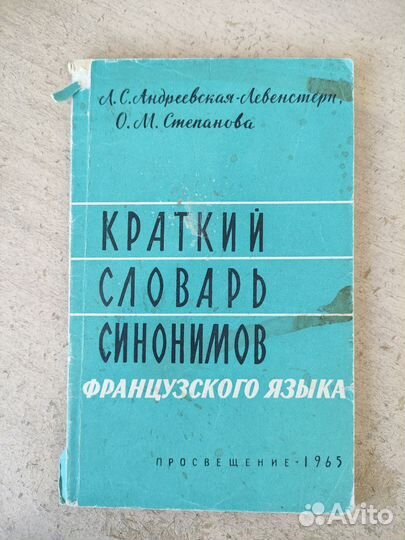 Л.С.Андреевская-Левенстерн,
О.М.Степанова
КРАТКИЙ
СЛОВАРЬ
СИНОНИМОВ
ФРАНЦУЗСКОГО ЯЗЫКА
ПРОСВЕЩЕНИЕ • 1965
Avito